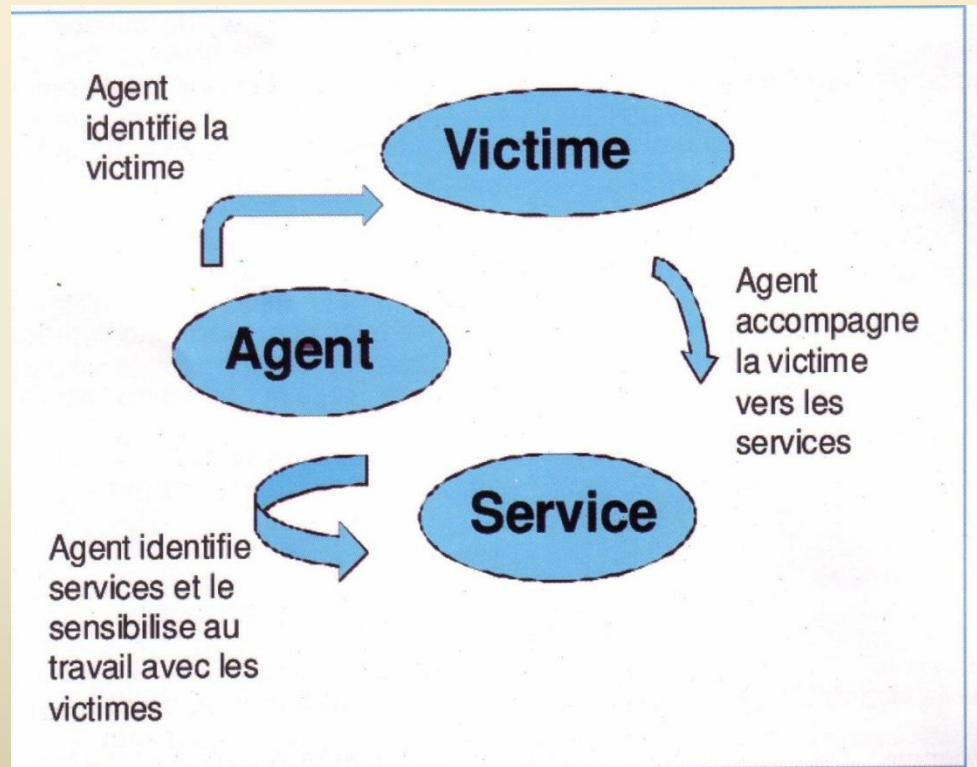 Agent
identifie la
victime
Victime
Agent
accompagne
la victime
vers les
services
Agent
Service
Agent identifie
services et le
sensibilise au
travail avec les
victimes